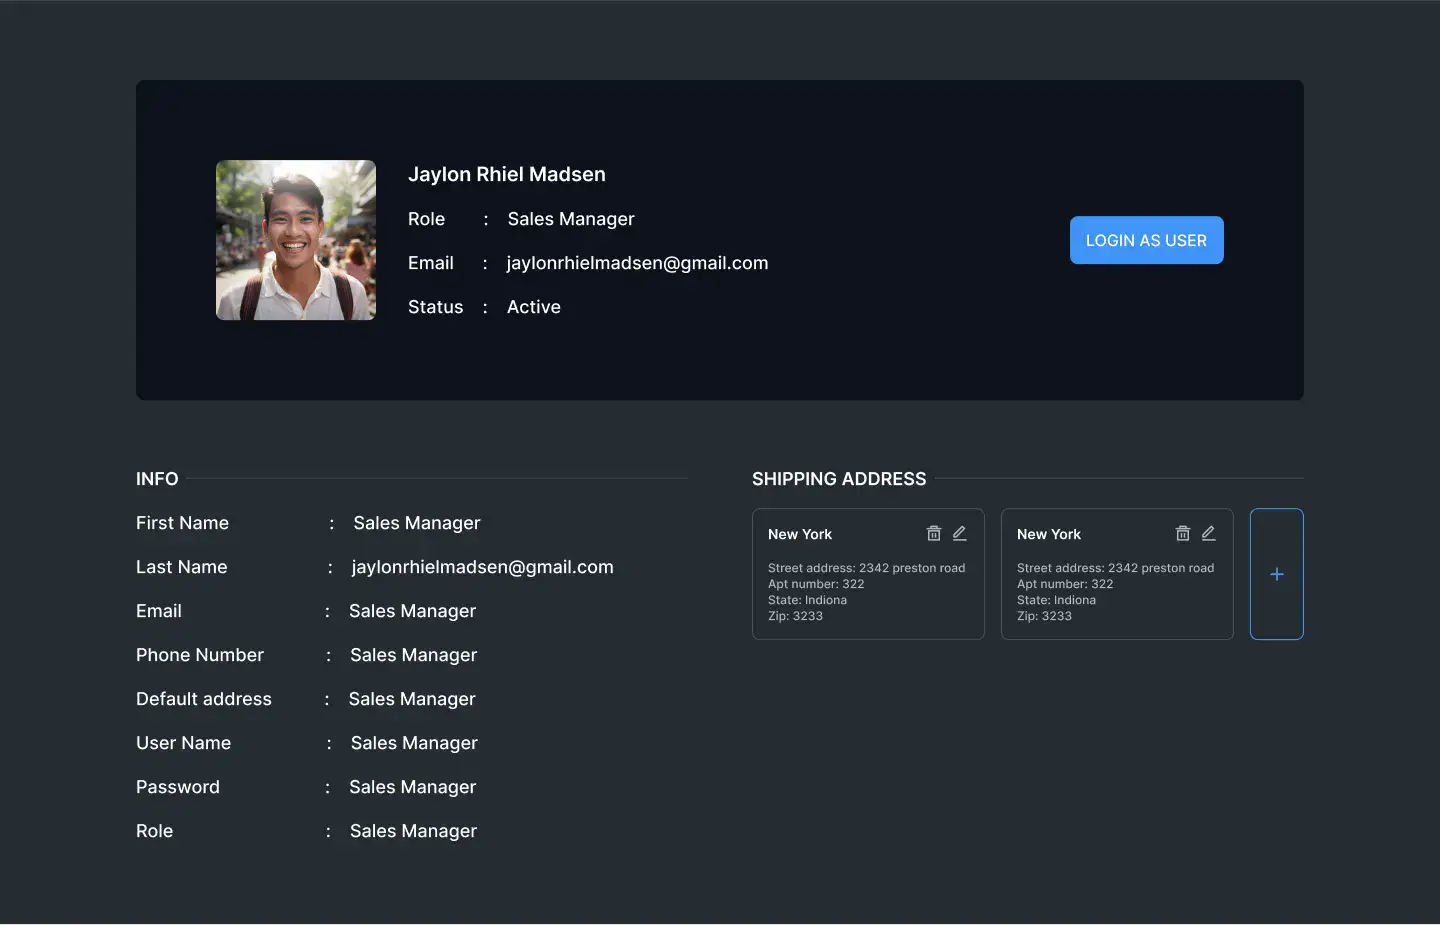 Jaylon Rhiel Madsen
Role : Sales Manager
Email : jaylonrhielmadsen@gmail.com
Status : Active
LOGIN AS USER
INFO
First Name : Sales Manager
Last Name : jaylonrhielmadsen@gmail.com
Email : Sales Manager
Phone Number : Sales Manager
Default address : Sales Manager
User Name : Sales Manager
Password : Sales Manager
Role : Sales Manager
SHIPPING ADDRESS
New York
Street address: 2342 preston road
Apt number: 322
State: Indiona
Zip: 3233
New York
Street address: 2342 preston road
Apt number: 322
State: Indiona
Zip: 3233
+